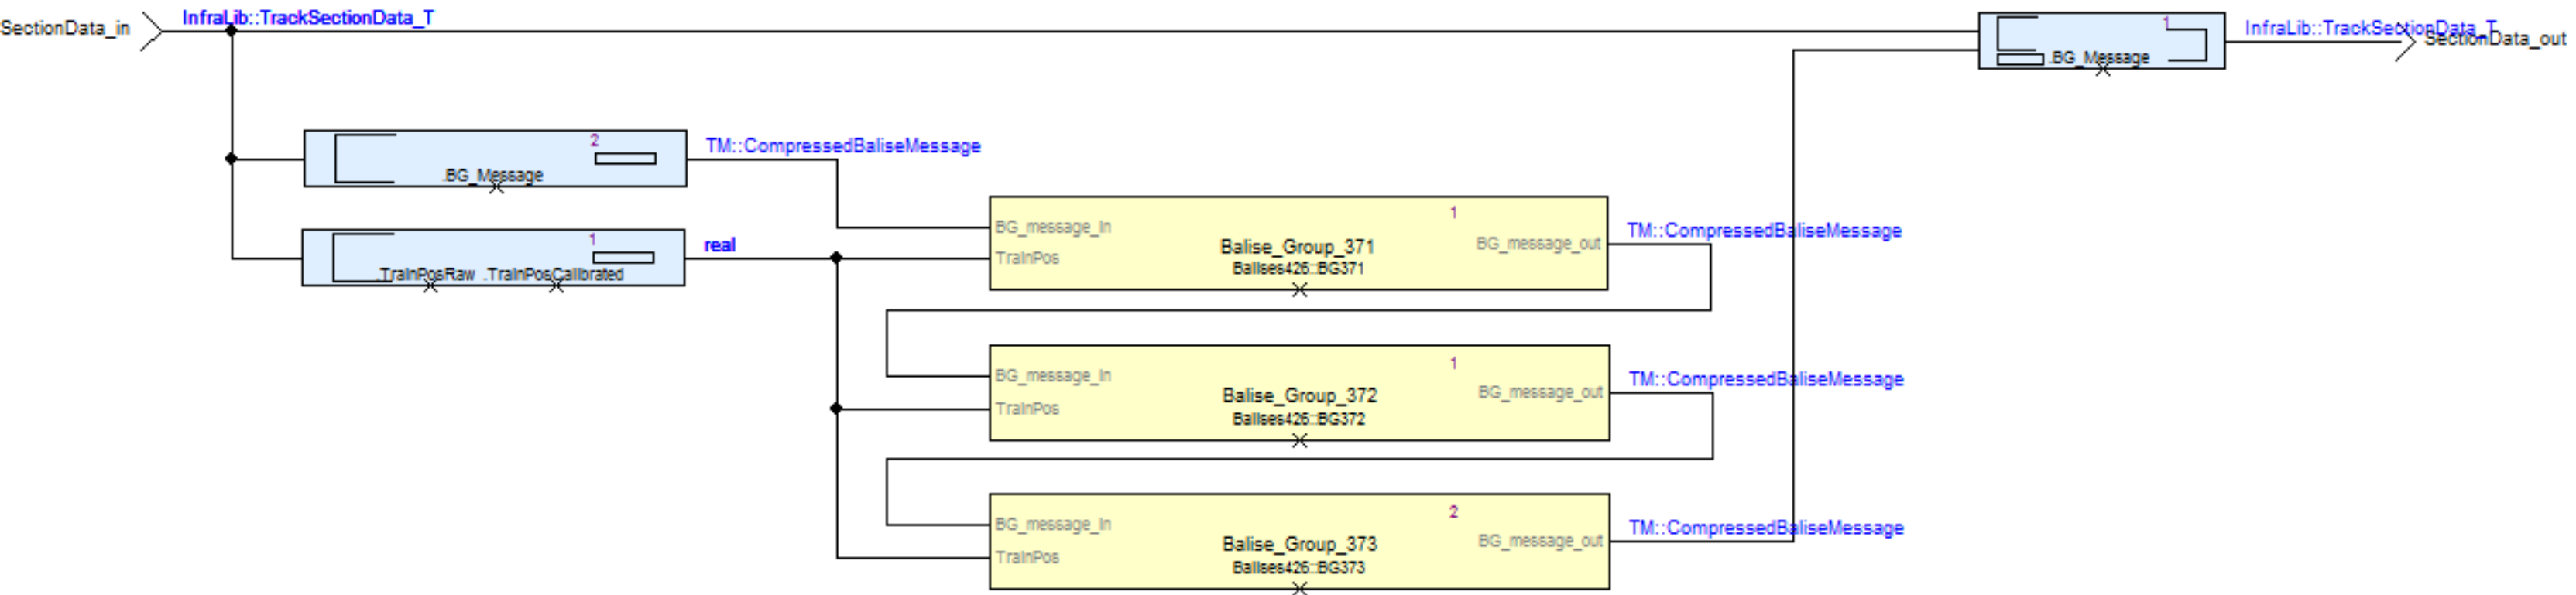 InfraLib::TrackSectionData_T
SectionData_in
1
.BG_Message
InfraLib::TrackSectionData_T
SectionData_out
2
.BG_Message
TM::CompressedBaliseMessage
1
.TrainPosRaw .TrainPosCalibrated
real
1
BG_message_in
TrainPos
Balise_Group_371
Balises426::BG371
BG_message_out
TM::CompressedBaliseMessage
1
BG_message_in
TrainPos
Balise_Group_372
Balises426::BG372
BG_message_out
TM::CompressedBaliseMessage
2
BG_message_in
TrainPos
Balise_Group_373
Balises426::BG373
BG_message_out
TM::CompressedBaliseMessage